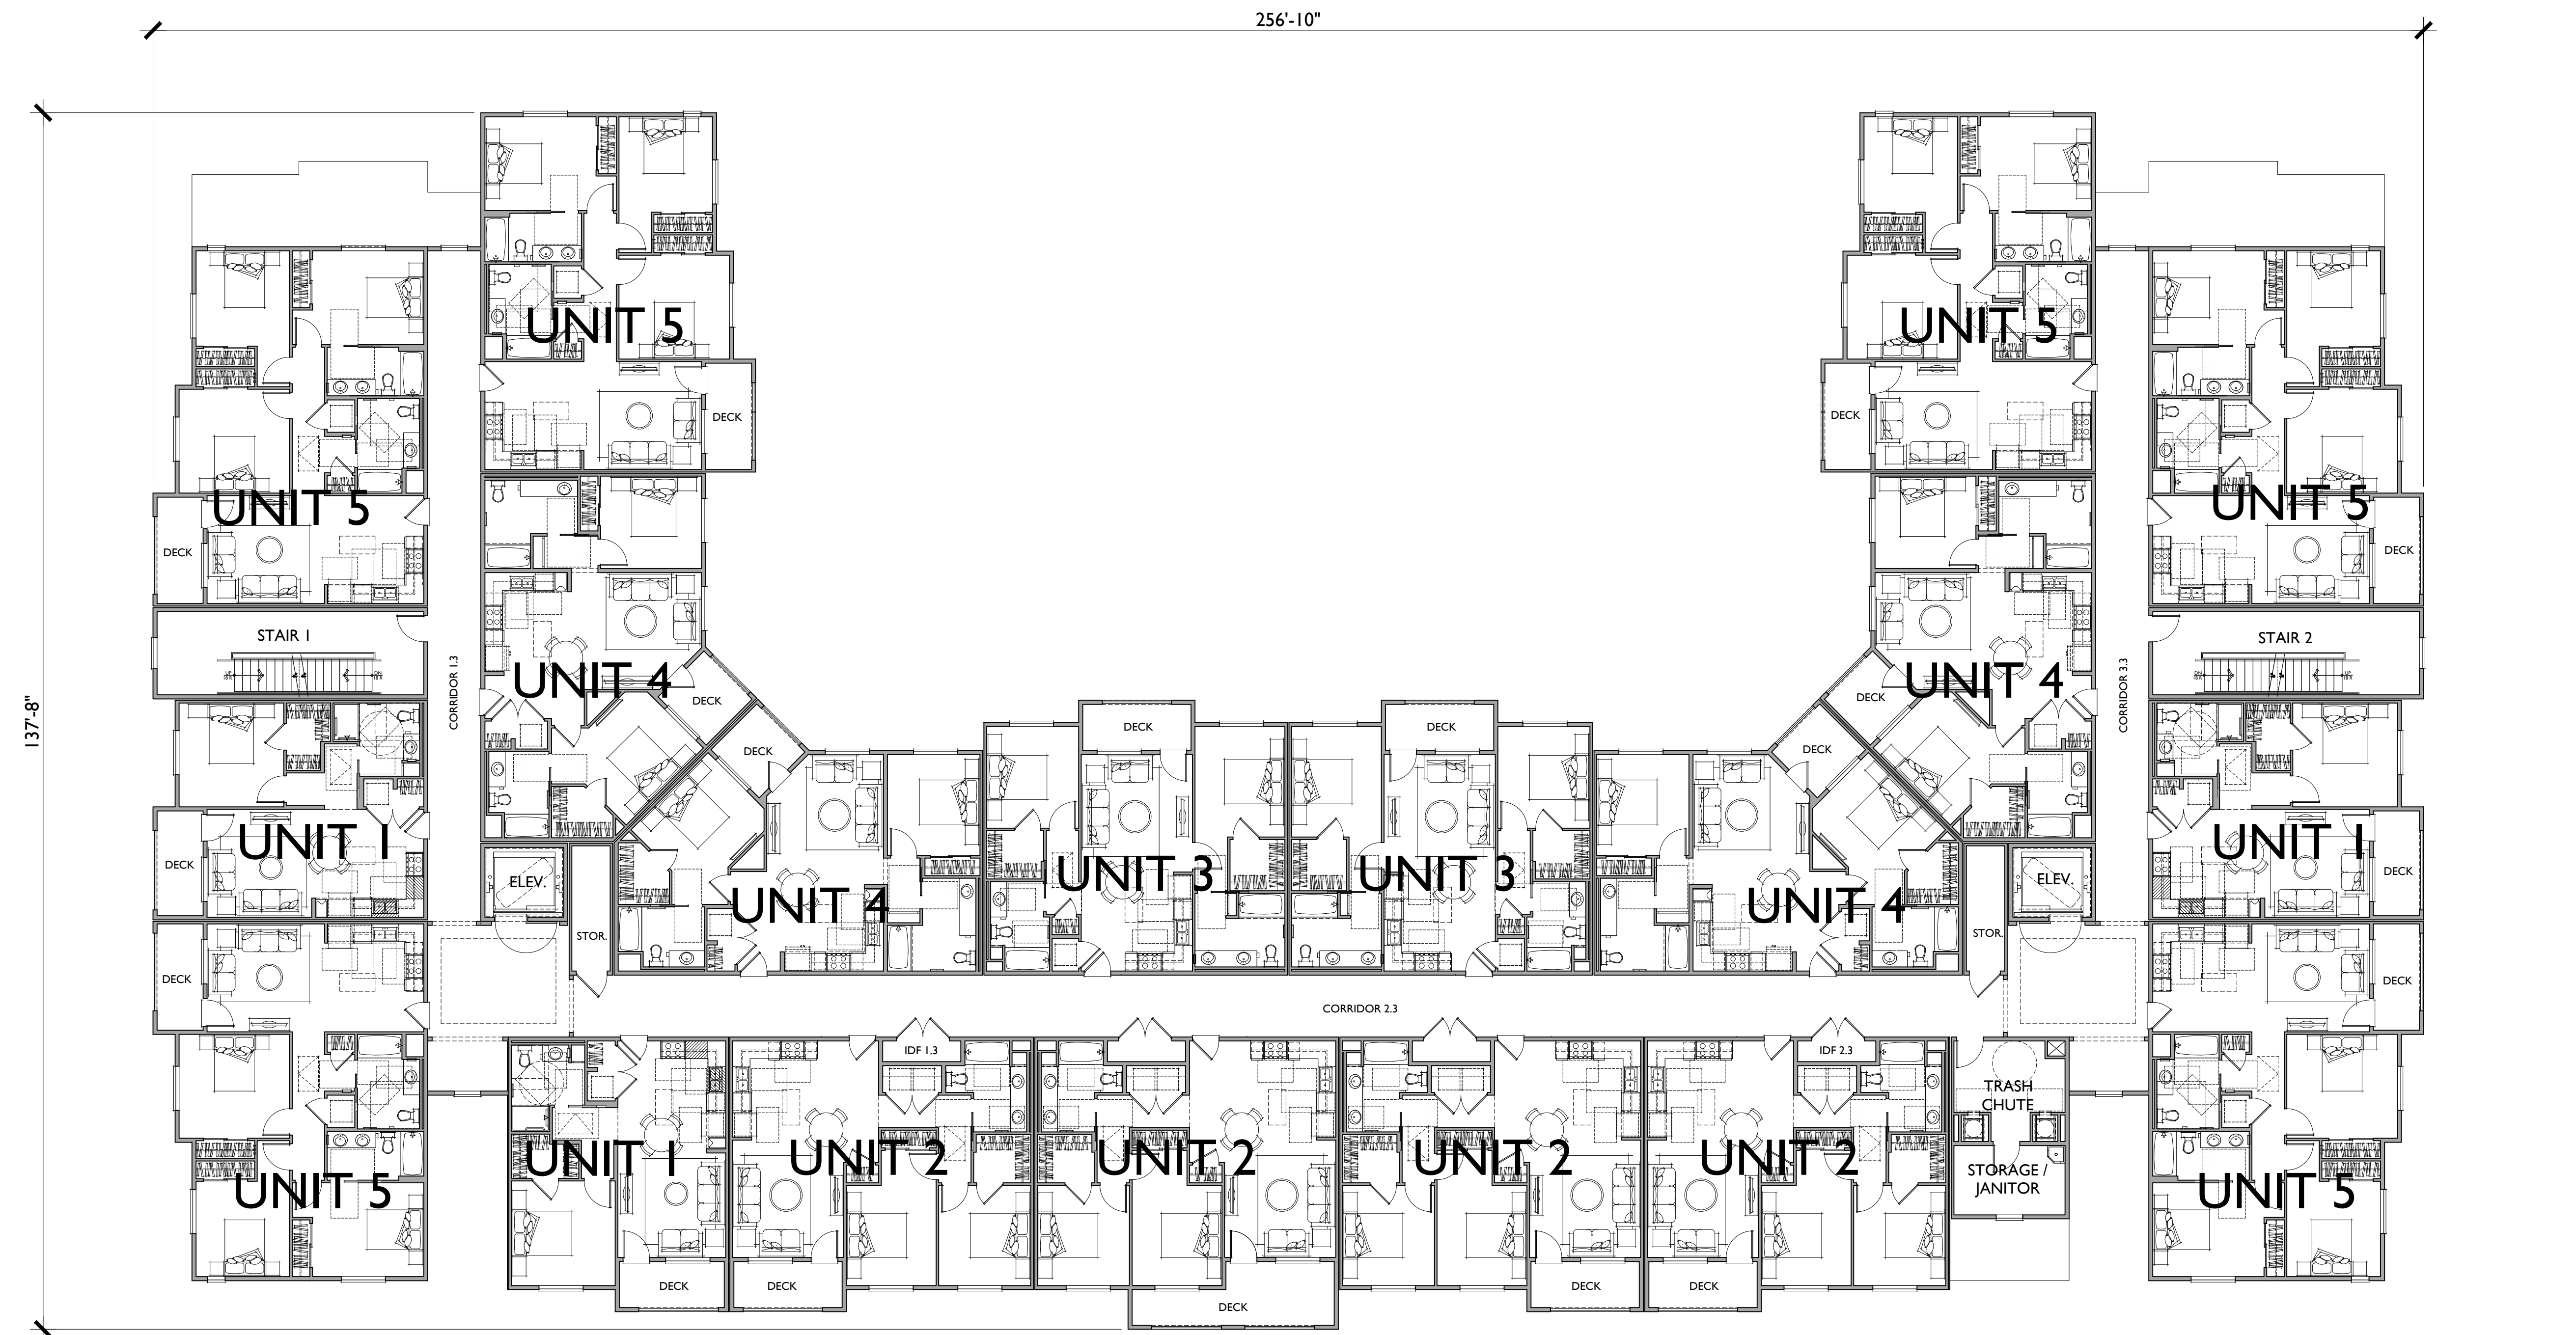 256'-10"
137'-8"
UNIT 5
UNIT 5
DECK
DECK
UNIT 5
UNIT 5
DECK
DECK
STAIR 1
CORRIDOR 1.3
UNIT 4
DECK
DECK
UNIT 4
DECK
DECK
CORRIDOR 3.3
STAIR 2
DECK
DECK
UNIT 1
DECK
ELEV.
STOR.
UNIT 4
UNIT 3
UNIT 3
UNIT 4
STOR.
ELEV.
UNIT 1
DECK
DECK
DECK
CORRIDOR 2.3
IDF 1.3
IDF 2.3
TRASH
CHUTE
STORAGE /
JANITOR
UNIT 5
UNIT 1
UNIT 2
UNIT 2
UNIT 2
UNIT 2
UNIT 5
DECK
DECK
DECK
DECK
DECK